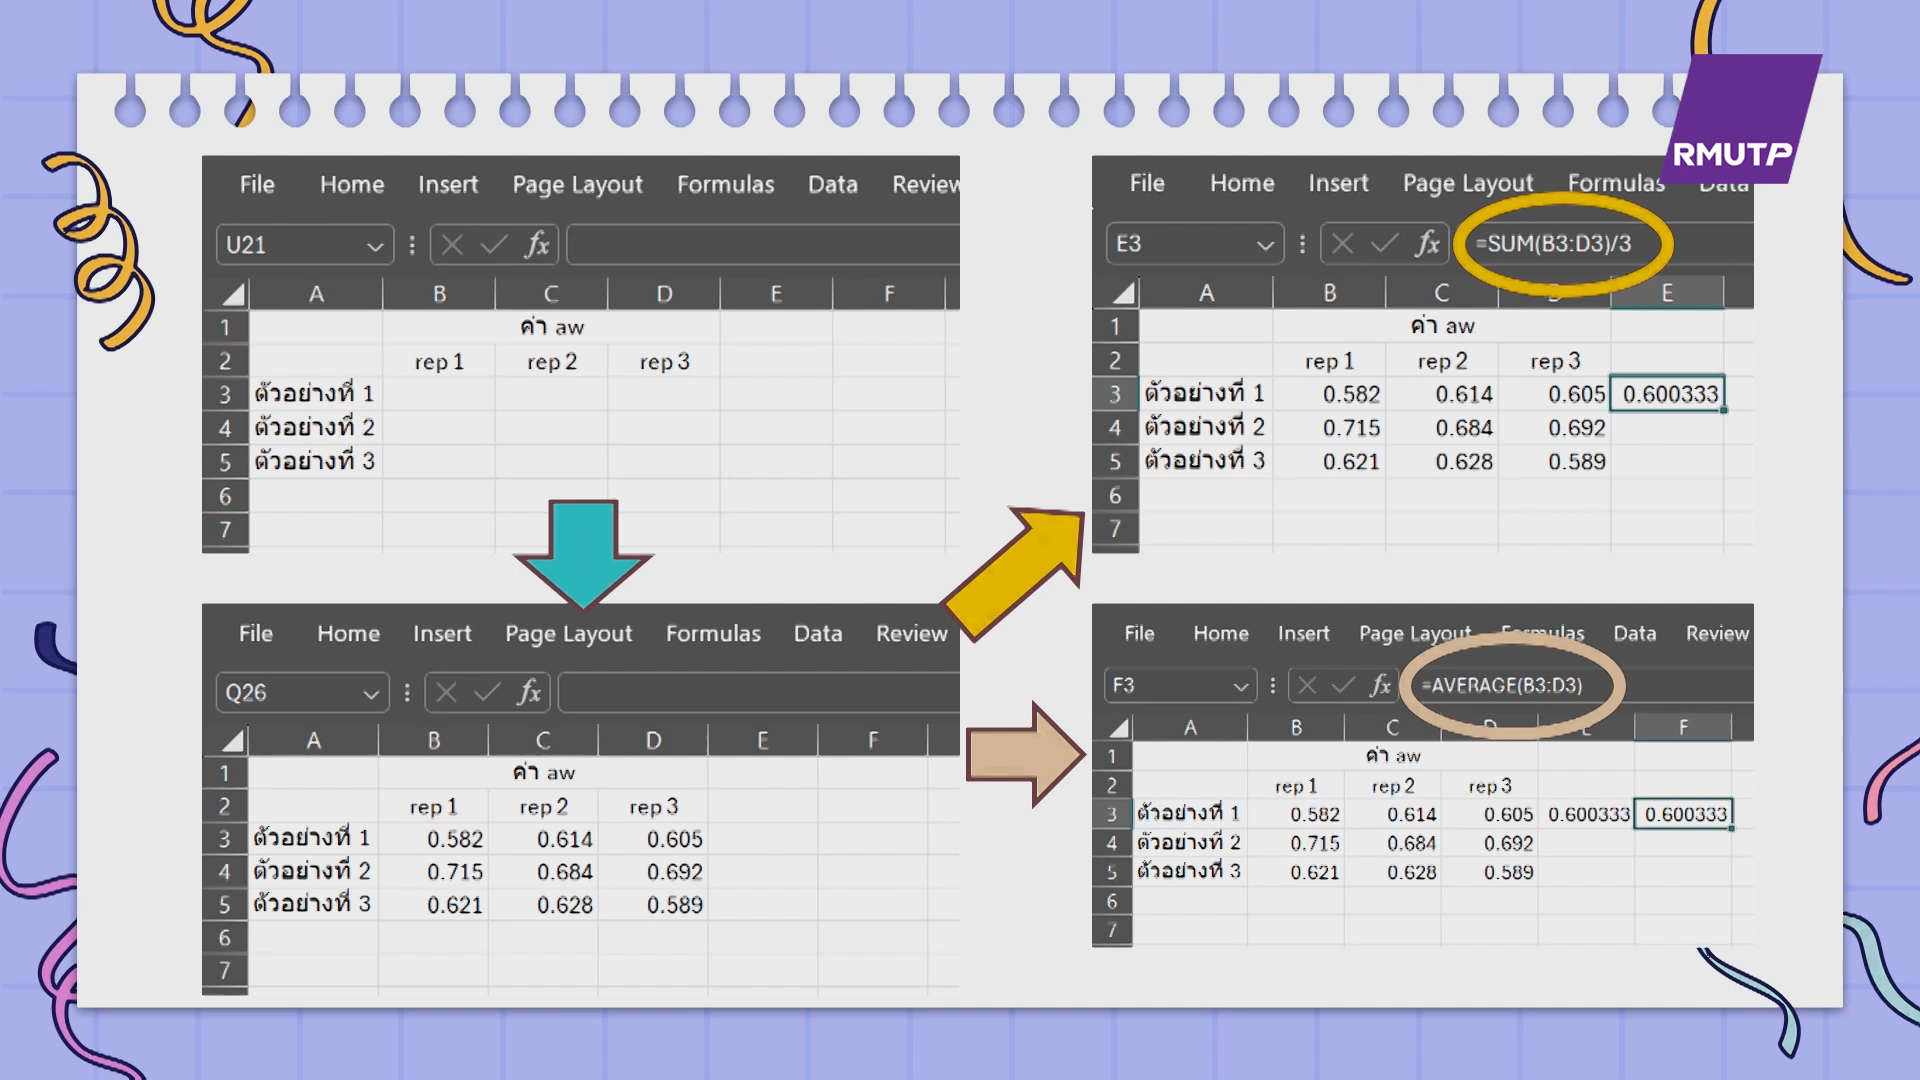 RMUTP
File Home Insert Page Layout Formulas Data Review
U21 fx
A B C D E F
1 ค่า aw
2 rep 1 rep 2 rep 3
3 ตัวอย่างที่ 1
4 ตัวอย่างที่ 2
5 ตัวอย่างที่ 3
6
7
File Home Insert Page Layout Formulas Data
E3 fx =SUM(B3:D3)/3
A B C D E
1 ค่า aw
2 rep 1 rep 2 rep 3
3 ตัวอย่างที่ 1 0.582 0.614 0.605 0.600333
4 ตัวอย่างที่ 2 0.715 0.684 0.692
5 ตัวอย่างที่ 3 0.621 0.628 0.589
6
7
File Home Insert Page Layout Formulas Data Review
Q26 fx
A B C D E F
1 ค่า aw
2 rep 1 rep 2 rep 3
3 ตัวอย่างที่ 1 0.582 0.614 0.605
4 ตัวอย่างที่ 2 0.715 0.684 0.692
5 ตัวอย่างที่ 3 0.621 0.628 0.589
6
7
File Home Insert Page Layout Formulas Data Review
F3 fx =AVERAGE(B3:D3)
A B C D E F
1 ค่า aw
2 rep 1 rep 2 rep 3
3 ตัวอย่างที่ 1 0.582 0.614 0.605 0.600333 0.600333
4 ตัวอย่างที่ 2 0.715 0.684 0.692
5 ตัวอย่างที่ 3 0.621 0.628 0.589
6
7